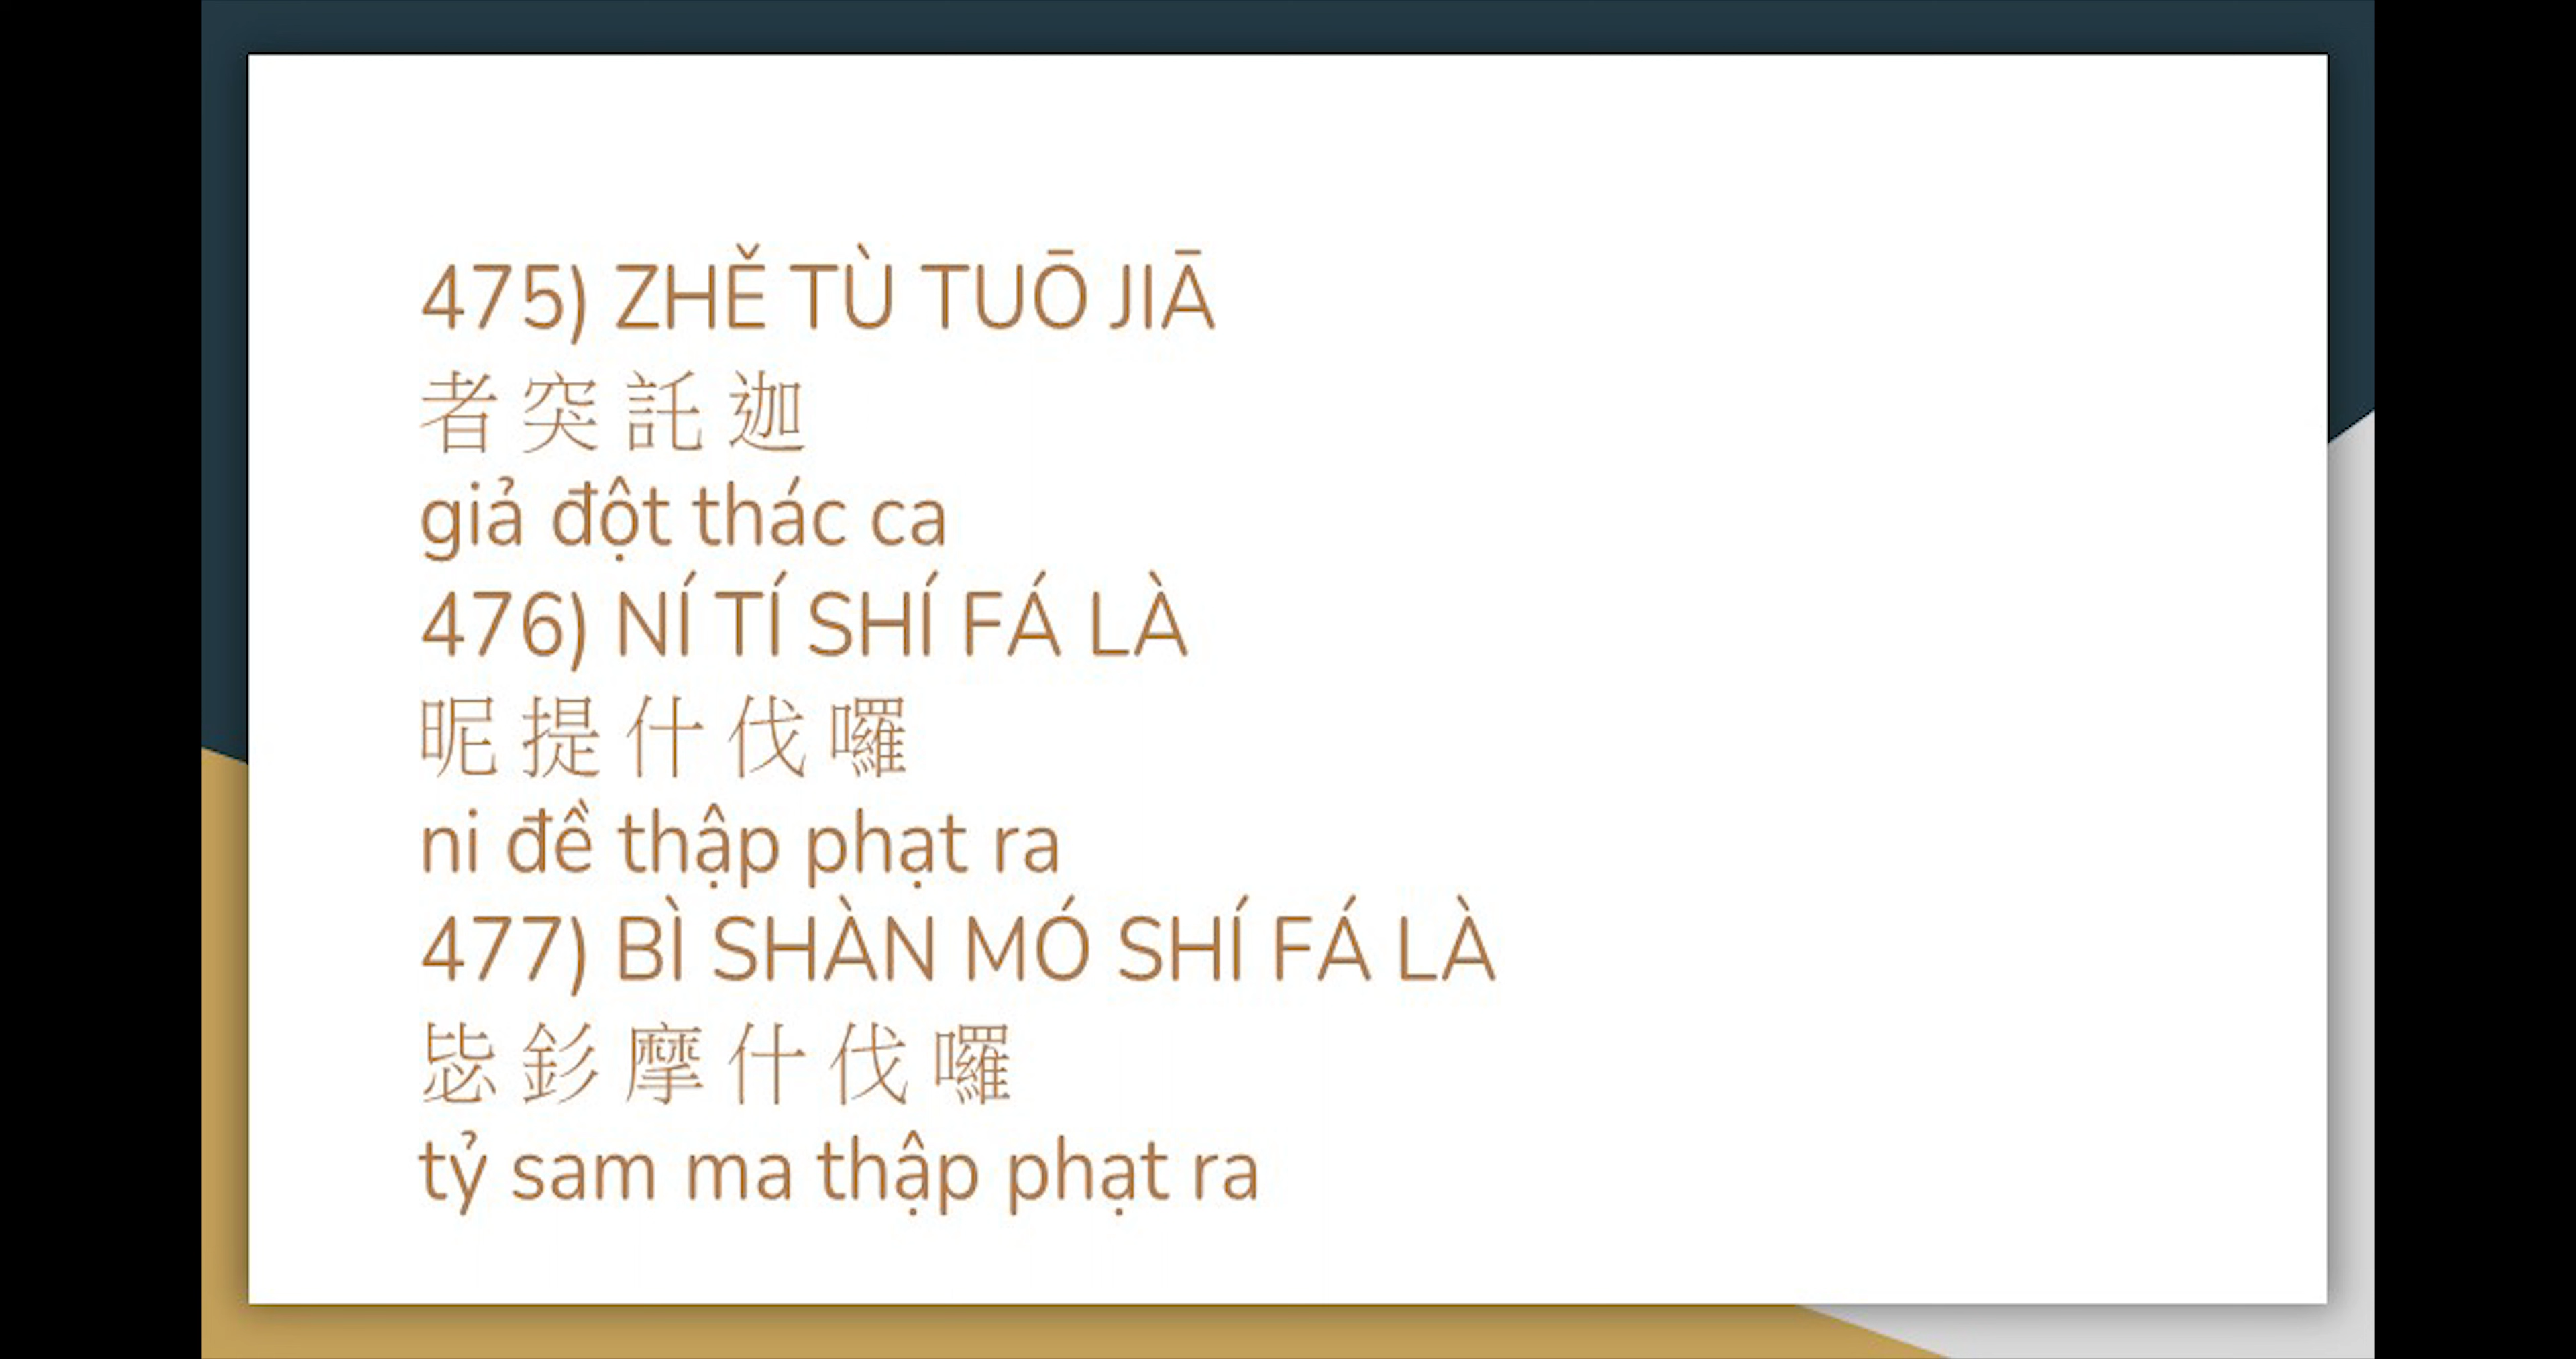 475) ZHĚ TÙ TUŌ JIĀ
者 突 託 迦
giả đột thác ca
476) NÍ TÍ SHÍ FÁ LÀ
昵 提 什 伐 囉
ni đề thập phạt ra
477) BÌ SHÀN MÓ SHÍ FÁ LÀ
毖 釤 摩 什 伐 囉
tỷ sam ma thập phạt ra